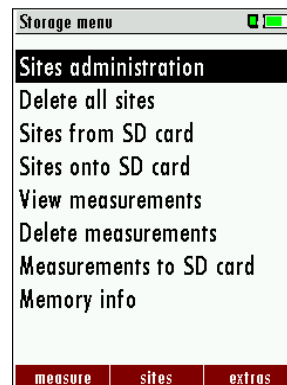 Storage menu
Sites administration
Delete all sites
Sites from SD card
Sites onto SD card
View measurements
Delete measurements
Measurements to SD card
Memory info
measure sites extras